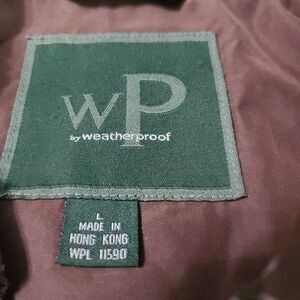 WP
by weatherproof
L
MADE IN
HONG KONG
WPL 11590